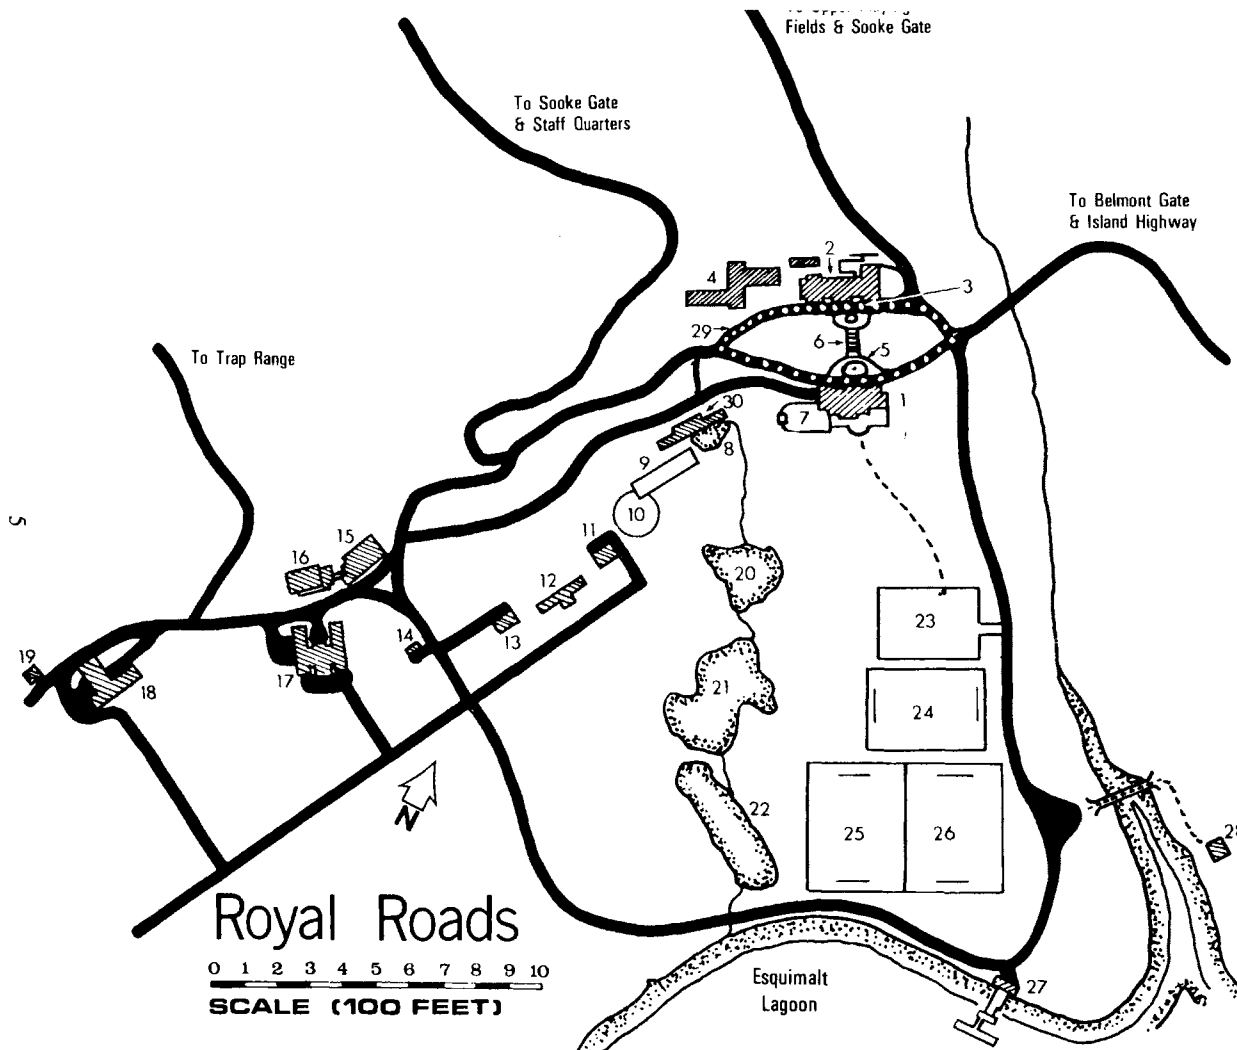 Fields & Sooke Gate
To Sooke Gate
& Staff Quarters
To Belmont Gate
& Island Highway
2
4
3
29
6
5
To Trap Range
30
1
7
8
9
5
10
11
15
16
12
20
14
13
23
19
17
18
21
24
N
22
25
26
28
Royal Roads
0 1 2 3 4 5 6 7 8 9 10
SCALE (100 FEET)
Esquimalt
Lagoon
27